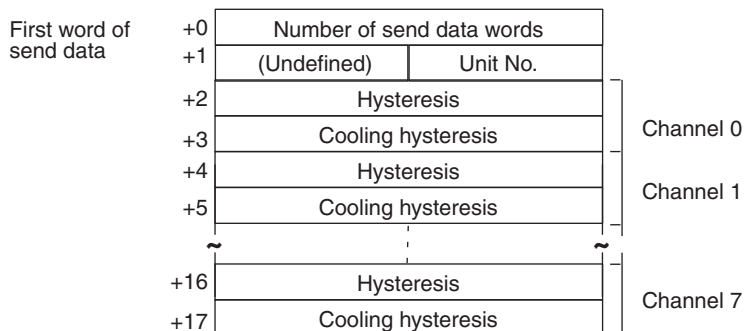 First word of
send data
+0 Number of send data words
+1 (Undefined) Unit No.
+2 Hysteresis
+3 Cooling hysteresis
Channel 0
+4 Hysteresis
+5 Cooling hysteresis
Channel 1
~ ~
+16 Hysteresis
+17 Cooling hysteresis
Channel 7